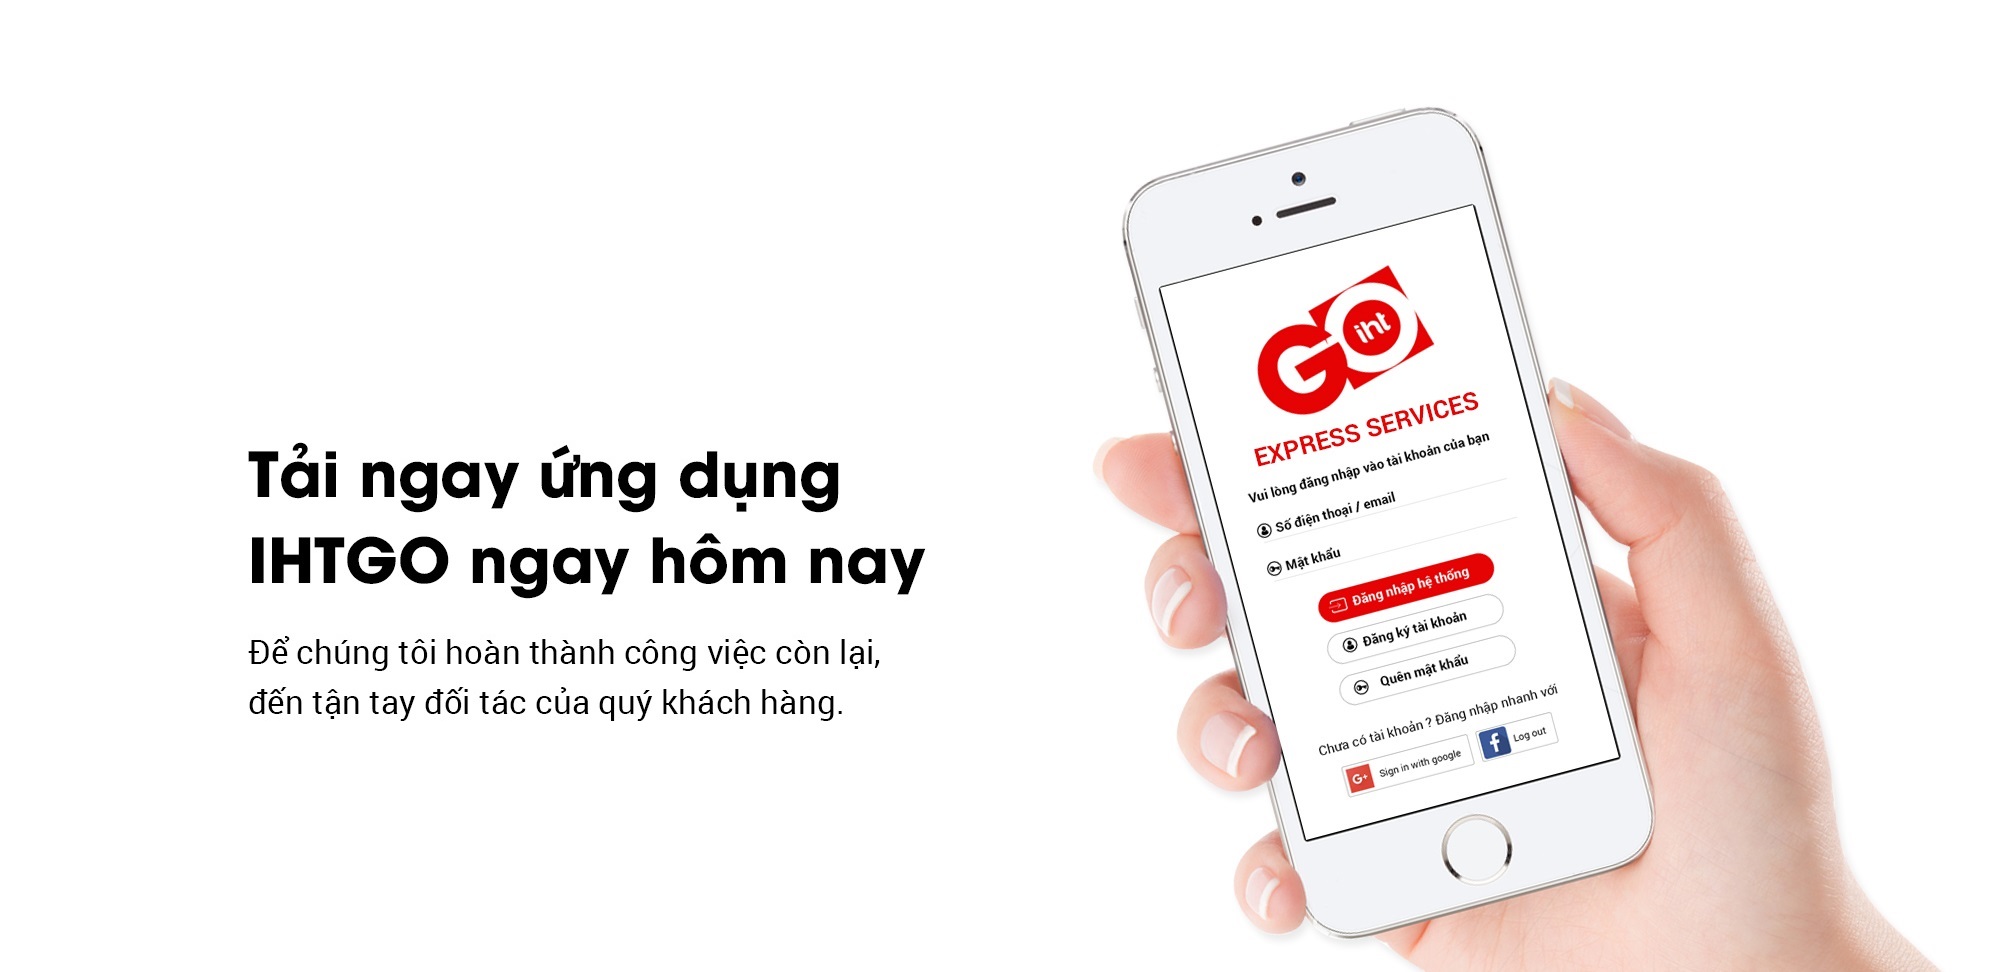 Tải ngay ứng dụng
IHTGO ngay hôm nay
Để chúng tôi hoàn thành công việc còn lại,
đến tận tay đối tác của quý khách hàng.
GO
iht
EXPRESS SERVICES
Vui lòng đăng nhập vào tài khoản của bạn
Số điện thoại / email
Mật khẩu
Đăng nhập hệ thống
Đăng ký tài khoản
Quên mật khẩu
Chưa có tài khoản ? Đăng nhập nhanh với
G+ Sign in with google
f Log out